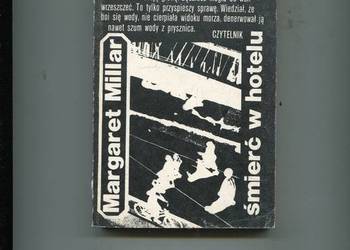 wrzeszczeć. To tylko przyspieszy sprawę. Wiedział, że
boi się wody, nie cierpiała widoku morza, denerwował ją
nawet szum wody z prysznica.
CZYTELNIK
Margaret Millar
śmierć w hotelu